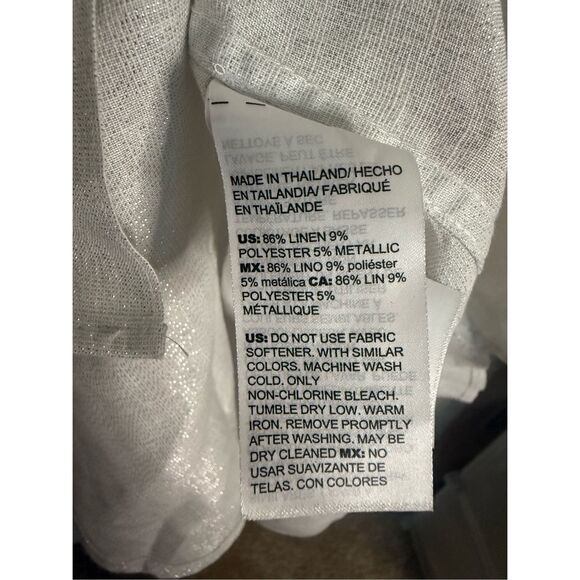 MADE IN THAILAND/ HECHO
EN TAILANDIA/ FABRIQUÉ
EN THAÏLANDE
US: 86% LINEN 9%
POLYESTER 5% METALLIC
MX: 86% LINO 9% poliéster
5% metálica CA: 86% LIN 9%
POLYESTER 5%
MÉTALLIQUE
US: DO NOT USE FABRIC
SOFTENER. WITH SIMILAR
COLORS. MACHINE WASH
COLD. ONLY
NON-CHLORINE BLEACH.
TUMBLE DRY LOW. WARM
IRON. REMOVE PROMPTLY
AFTER WASHING. MAY BE
DRY CLEANED MX: NO
USAR SUAVIZANTE DE
TELAS. CON COLORES